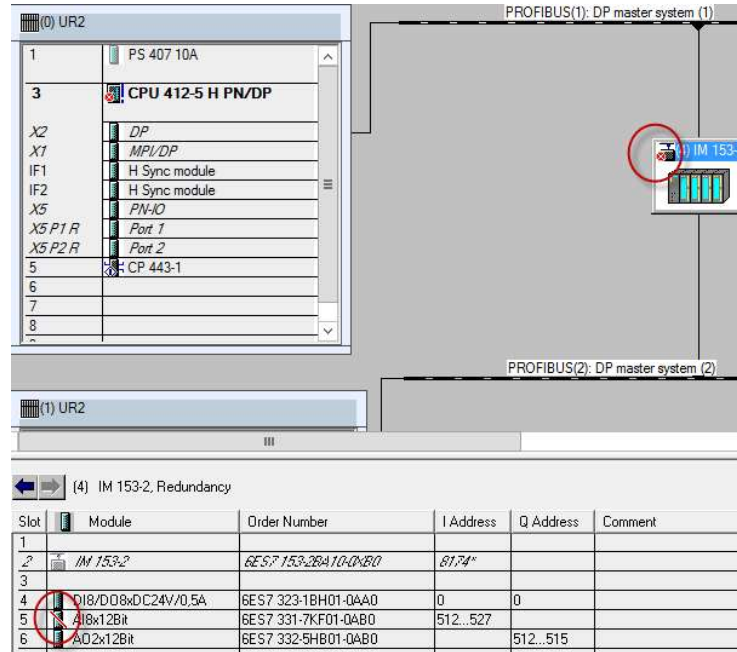 PROFIBUS(1): DP master system (1)
(0) UR2
1 PS 407 10A
3 CPU 412-5 H PN/DP
X2 DP
X1 MPI/DP
IF1 H Sync module
IF2 H Sync module
X5 PN-IO
X5 P1 R Port 1
X5 P2 R Port 2
5 CP 443-1
6
7
8
(4) IM 153-
PROFIBUS(2): DP master system (2)
(1) UR2
(4) IM 153-2, Redundancy
Slot Module Order Number I Address Q Address Comment
1
2 IM 153-2 6ES7 153-2BA10-0XB0 8174*
3
4 DI8/DO8xDC24V/0,5A 6ES7 323-1BH01-0AA0 0 0
5 AI8x12Bit 6ES7 331-7KF01-0AB0 512...527
6 AO2x12Bit 6ES7 332-5HB01-0AB0 512...515